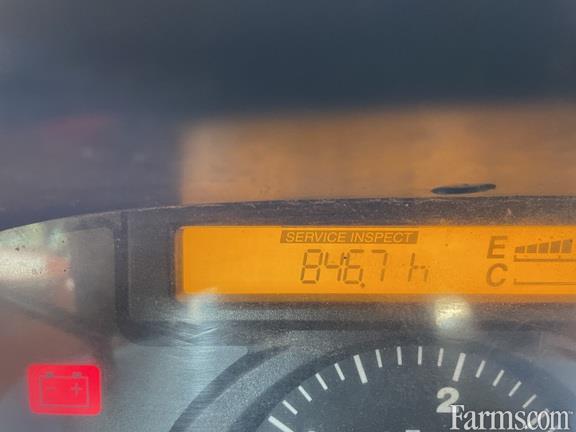 SERVICE INSPECT
846.7 h
E
C
2
Farms.com